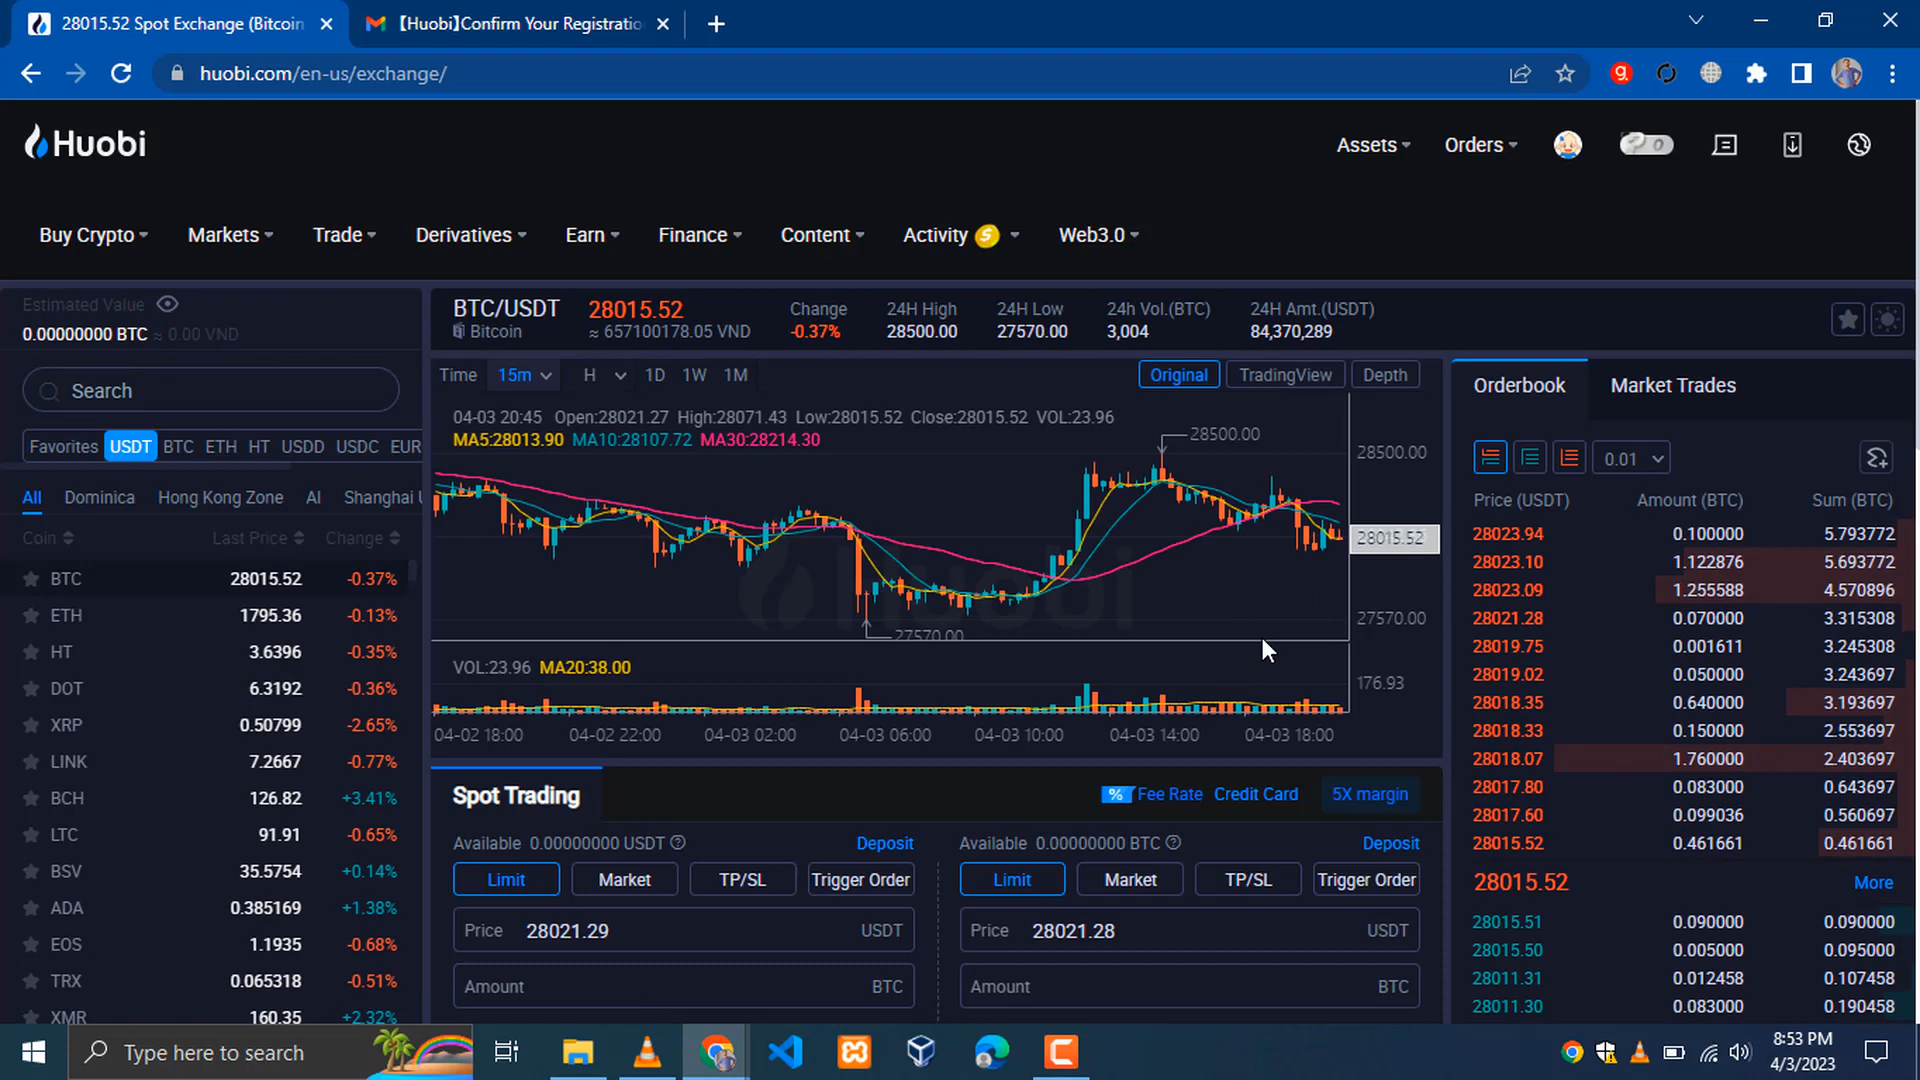 28015.52 Spot Exchange (Bitcoin
【Huobi】Confirm Your Registratio
huobi.com/en-us/exchange/
Huobi
Assets
Orders
0
Buy Crypto
Markets
Trade
Derivatives
Earn
Finance
Content
Activity
Web3.0
Estimated Value
0.00000000 BTC ≈ 0.00 VND
Search
Favorites USDT BTC ETH HT USDD USDC EUR
All Dominica Hong Kong Zone AI Shanghai U
Coin Last Price Change
BTC 28015.52 -0.37%
ETH 1795.36 -0.13%
HT 3.6396 -0.35%
DOT 6.3192 -0.36%
XRP 0.50799 -2.65%
LINK 7.2667 -0.77%
BCH 126.82 +3.41%
LTC 91.91 -0.65%
BSV 35.5754 +0.14%
ADA 0.385169 +1.38%
EOS 1.1935 -0.68%
TRX 0.065318 -0.51%
XMR 160.35 +2.32%
BTC/USDT 28015.52 Change 24H High 24H Low 24h Vol.(BTC) 24H Amt.(USDT)
Bitcoin ≈ 657100178.05 VND -0.37% 28500.00 27570.00 3,004 84,370,289
Time 15m H 1D 1W 1M Original TradingView Depth
04-03 20:45 Open:28021.27 High:28071.43 Low:28015.52 Close:28015.52 VOL:23.96
MA5:28013.90 MA10:28107.72 MA30:28214.30
28500.00
28500.00
28015.52
Huobi
27570.00
27570.00
VOL:23.96 MA20:38.00
176.93
04-02 18:00 04-02 22:00 04-03 02:00 04-03 06:00 04-03 10:00 04-03 14:00 04-03 18:00
Spot Trading % Fee Rate Credit Card 5X margin
Available 0.00000000 USDT Deposit
Limit Market TP/SL Trigger Order
Price 28021.29 USDT
Amount BTC
Available 0.00000000 BTC Deposit
Limit Market TP/SL Trigger Order
Price 28021.28 USDT
Amount BTC
Orderbook Market Trades
0.01
Price (USDT) Amount (BTC) Sum (BTC)
28023.94 0.100000 5.793772
28023.10 1.122876 5.693772
28023.09 1.255588 4.570896
28021.28 0.070000 3.315308
28019.75 0.001611 3.245308
28019.02 0.050000 3.243697
28018.35 0.640000 3.193697
28018.33 0.150000 2.553697
28018.07 1.760000 2.403697
28017.80 0.083000 0.643697
28017.60 0.099036 0.560697
28015.52 0.461661 0.461661
28015.52 More
28015.51 0.090000 0.090000
28015.50 0.005000 0.095000
28011.31 0.012458 0.107458
28011.30 0.083000 0.190458
Type here to search
8:53 PM
4/3/2023